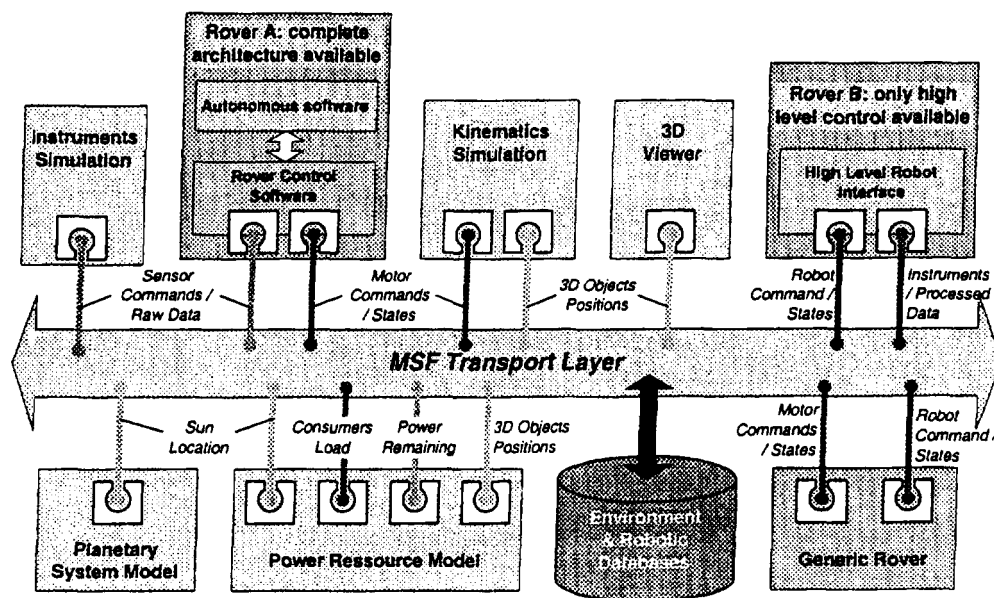 Rover A: complete
architecture available
Autonomous software
Rover Control
Software
Instruments
Simulation
Kinematics
Simulation
3D
Viewer
Rover B: only high
level control available
High Level Robot
Interface
Sensor
Commands /
Raw Data
Motor
Commands
/ States
3D Objects
Positions
Robot
Command /
States
Instruments
/ Processed
Data
MSF Transport Layer
Sun
Location
Consumers
Load
Power
Remaining
3D Objects
Positions
Motor
Commands
/ States
Robot
Command /
States
Planetary
System Model
Power Ressource Model
Environment
& Robotic
Databases
Generic Rover